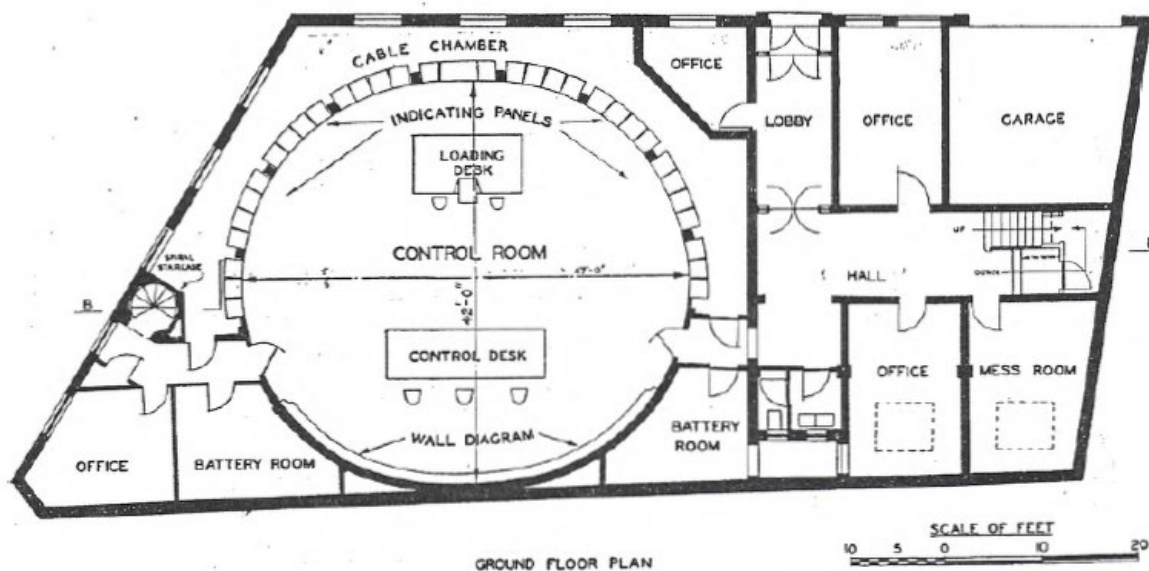 CABLE CHAMBER
OFFICE
INDICATING PANELS
LOBBY
OFFICE
GARAGE
LOADING
DESK
CONTROL ROOM
SPIRAL
STAIRCASE
UP
42'-0"
HALL
B
CONTROL DESK
OFFICE
MESS ROOM
WALL DIAGRAM
BATTERY
ROOM
OFFICE
BATTERY ROOM
SCALE OF FEET
10 5 0 10 20
GROUND FLOOR PLAN